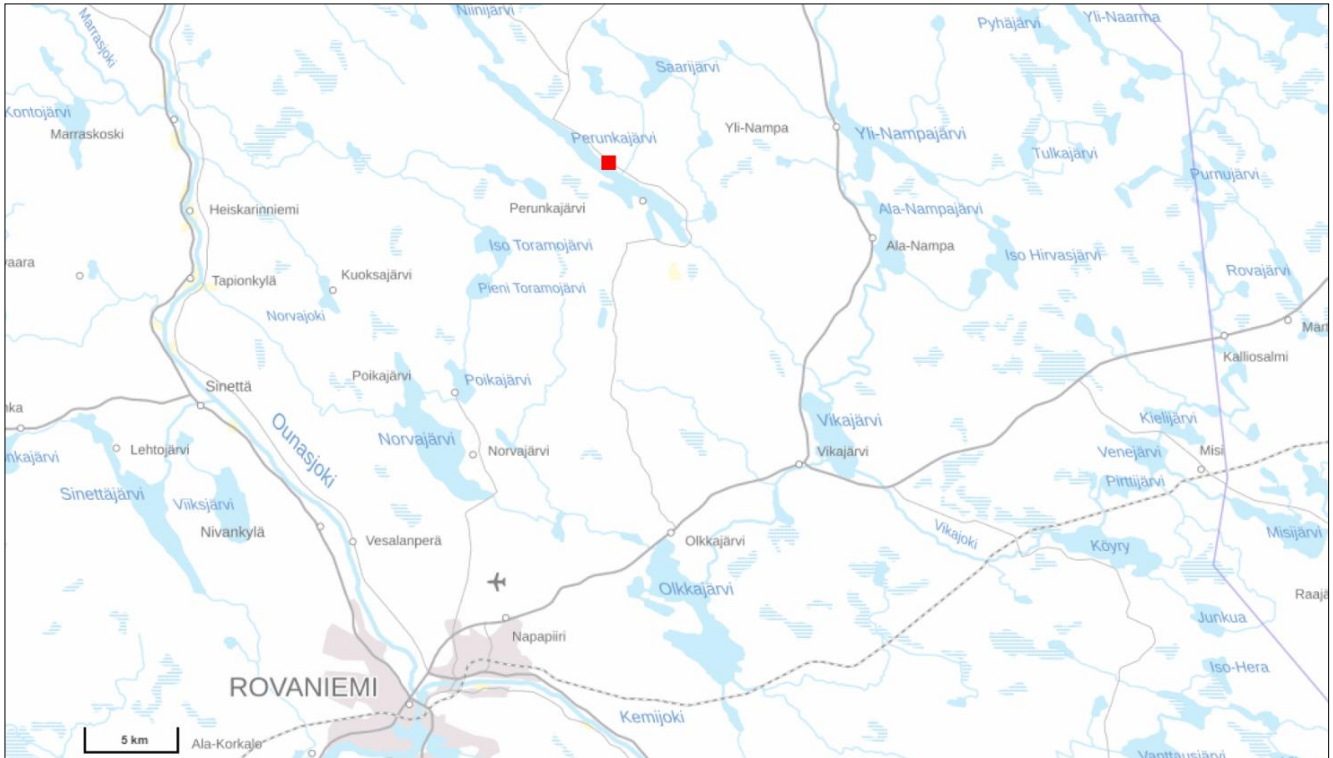 Niinijärvi
Yli-Naarma
Pyhäjärvi
Marrasjoki
Saarijärvi
Kontojärvi
Marraskoski
Perunkajärvi
Yli-Nampa
Yli-Nampajärvi
Tulkajärvi
Purnujärvi
Heiskarinniemi
Perunkajärvi
Ala-Nampajärvi
Iso Toramojärvi
Ala-Nampa
Iso Hirvasjärvi
vaara
Kuoksajärvi
Rovajärvi
Tapionkylä
Pieni Toramojärvi
Norvajoki
Kalliosalmi
Poikajärvi
Poikajärvi
Sinettä
Ounasjoki
Vikajärvi
Kielijärvi
Norvajärvi
Lehtojärvi
Norvajärvi
Vikajärvi
Venejärvi
Misi
nkajärvi
Sinettäjärvi
Viiksjärvi
Pirttijärvi
Nivankylä
Vesalanperä
Olkkajärvi
Vikajoki
Misijärvi
Köyry
Olkkajärvi
Raajä
Junkua
Napapiiri
Iso-Hera
ROVANIEMI
Kemijoki
5 km
Ala-Korkalo
Vanttausjärvi